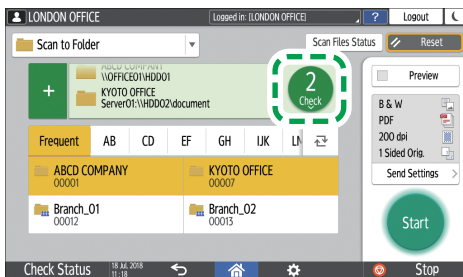 LONDON OFFICE
Logged in: [LONDON OFFICE]
?
Logout
Scan to Folder
Scan Files Status
Reset
ABCD COMPANY
\\OFFICE01\HDD01
KYOTO OFFICE
Server01:\HDD02\document
2
Check
Preview
B & W
PDF
200 dpi
1 Sided Orig.
Send Settings
Frequent
AB
CD
EF
GH
IJK
LN
ABCD COMPANY
00001
KYOTO OFFICE
00007
Branch_01
00012
Branch_02
00013
Start
Check Status
18 Jul. 2018
11:18
Stop